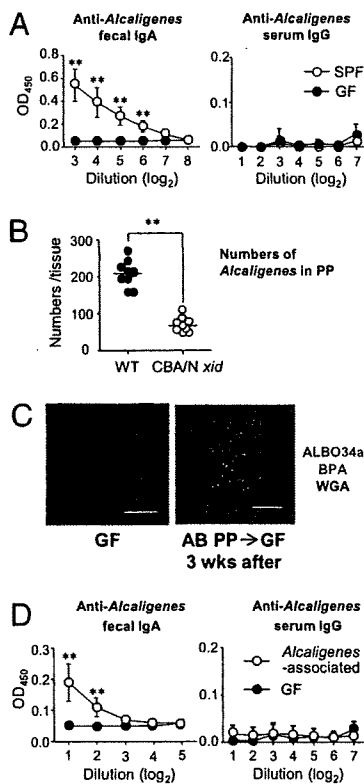 A
Anti-Alcaligenes
fecal IgA
Anti-Alcaligenes
serum IgG
OD450
0.8
0.6
0.4
0.2
0.0
** ** ** **
3 4 5 6 7 8
Dilution (log2)
0.2
0.1
0.0
SPF
GF
1 2 3 4 5 6 7
Dilution (log2)
B
**
Numbers /tissue
300
200
100
0
WT CBA/N xid
Numbers of
Alcaligenes in PP
C
ALBO34a
BPA
WGA
GF
AB PP→GF
3 wks after
D
Anti-Alcaligenes
fecal IgA
Anti-Alcaligenes
serum IgG
OD450
0.3
0.2
0.1
0.0
** **
1 2 3 4 5
Dilution (log2)
0.2
0.1
0.0
Alcaligenes
-associated
GF
1 2 3 4 5 6 7
Dilution (log2)